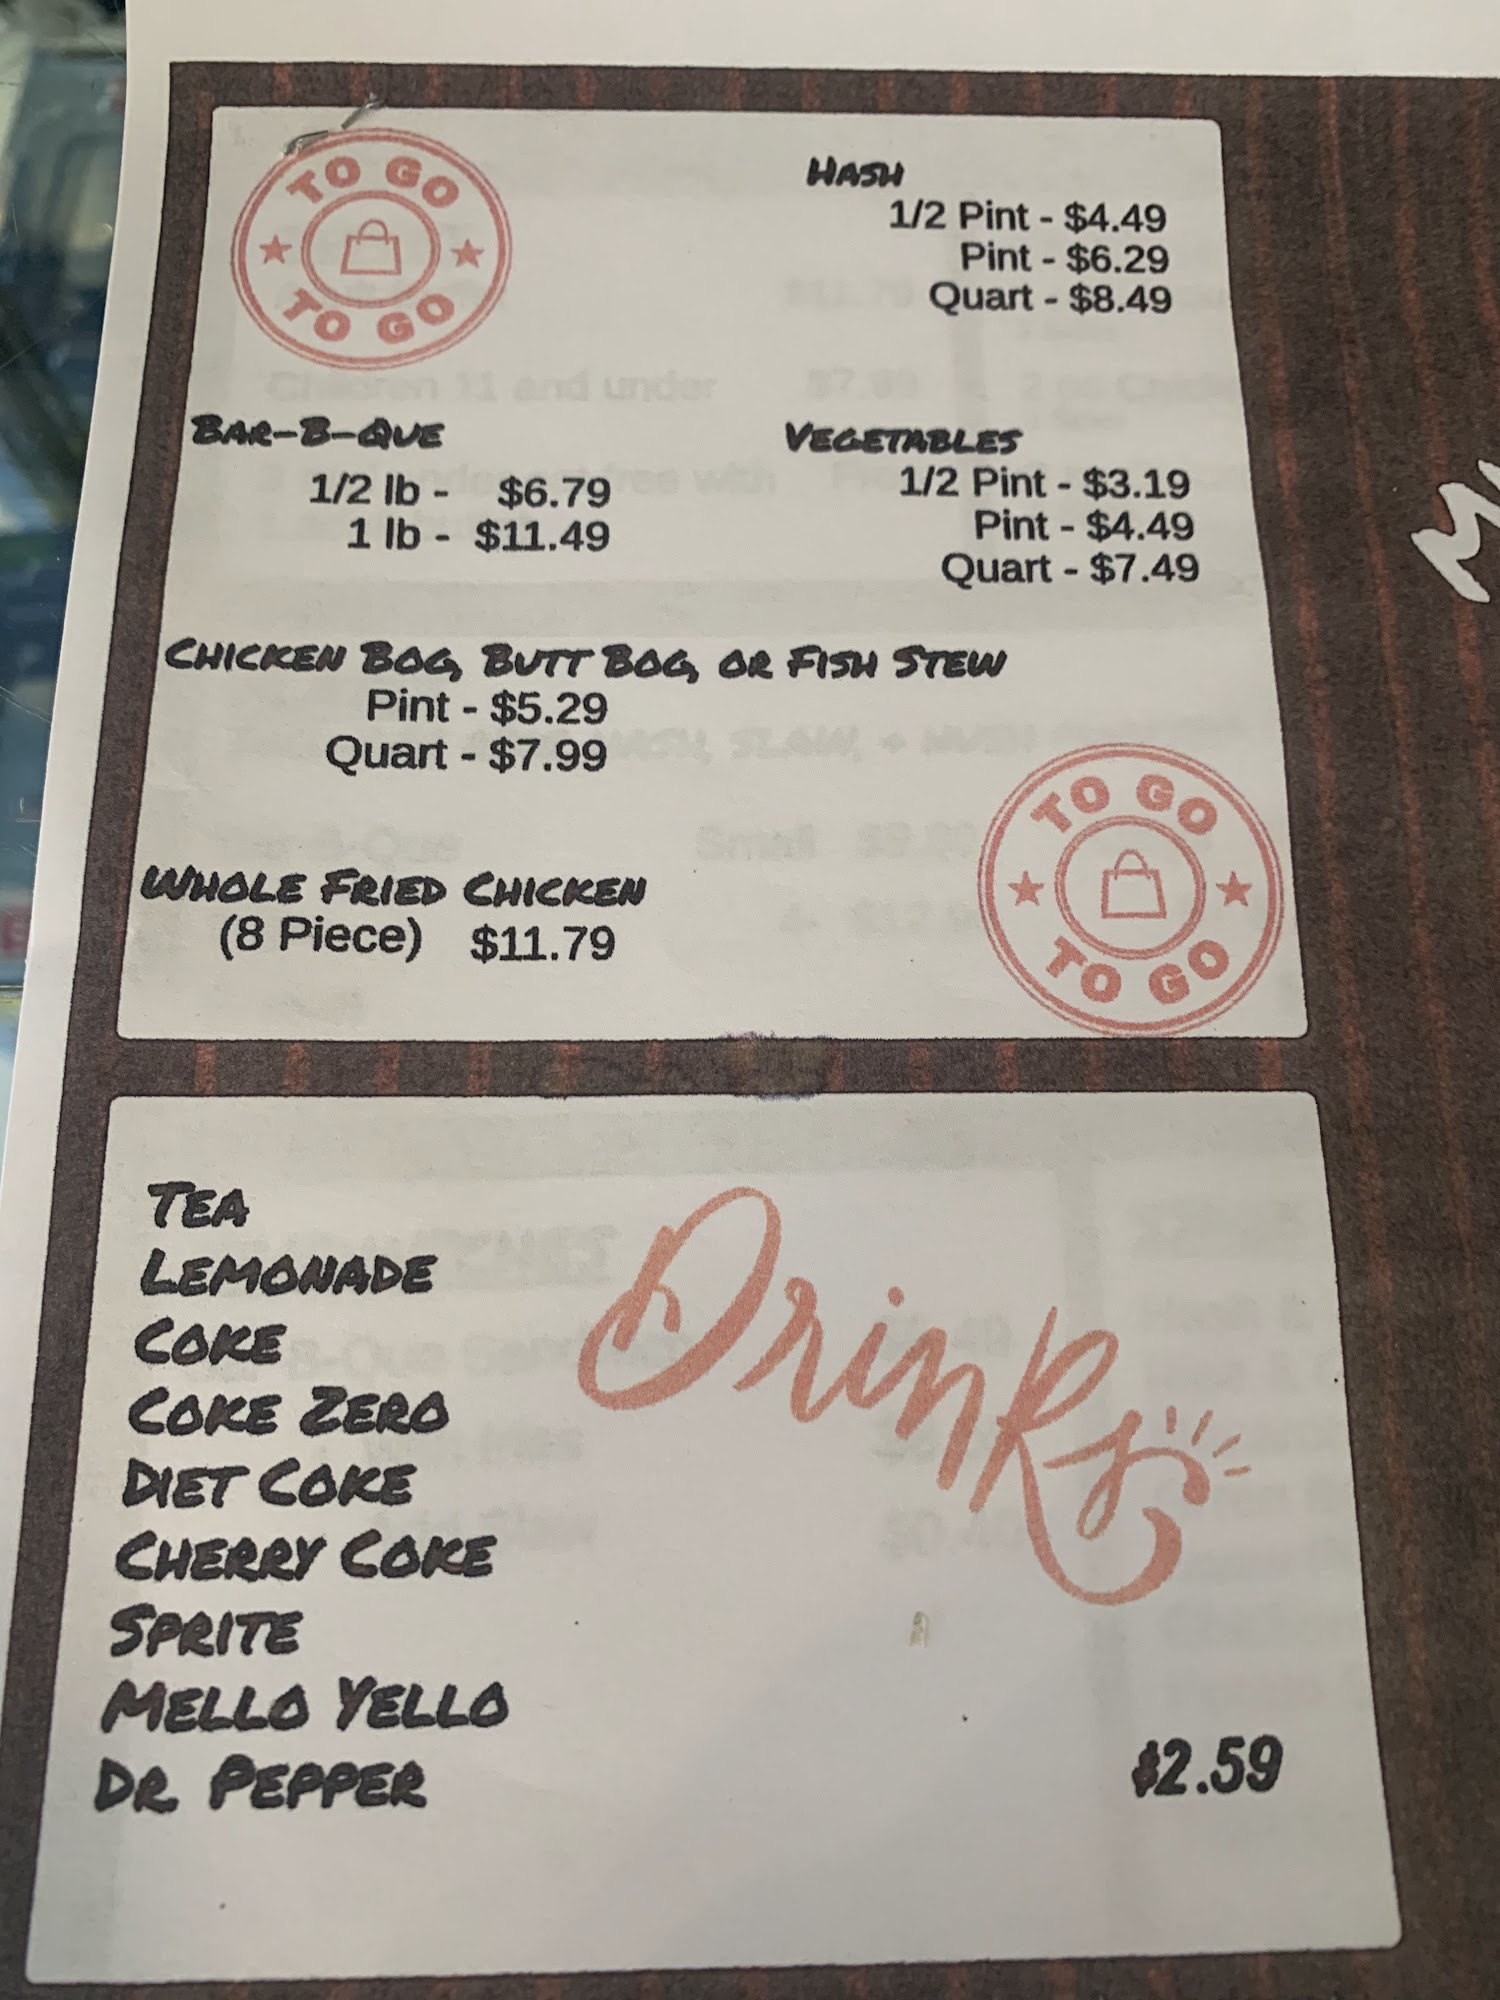 TO GO
TO GO
HASH
1/2 Pint - $4.49
Pint - $6.29
Quart - $8.49
BAR-B-QUE
1/2 lb - $6.79
1 lb - $11.49
VEGETABLES
1/2 Pint - $3.19
Pint - $4.49
Quart - $7.49
CHICKEN BOG, BUTT BOG, OR FISH STEW
Pint - $5.29
Quart - $7.99
WHOLE FRIED CHICKEN
(8 Piece) $11.79
TO GO
TO GO
Drinks
TEA
LEMONADE
COKE
COKE ZERO
DIET COKE
CHERRY COKE
SPRITE
MELLO YELLO
DR. PEPPER
$2.59